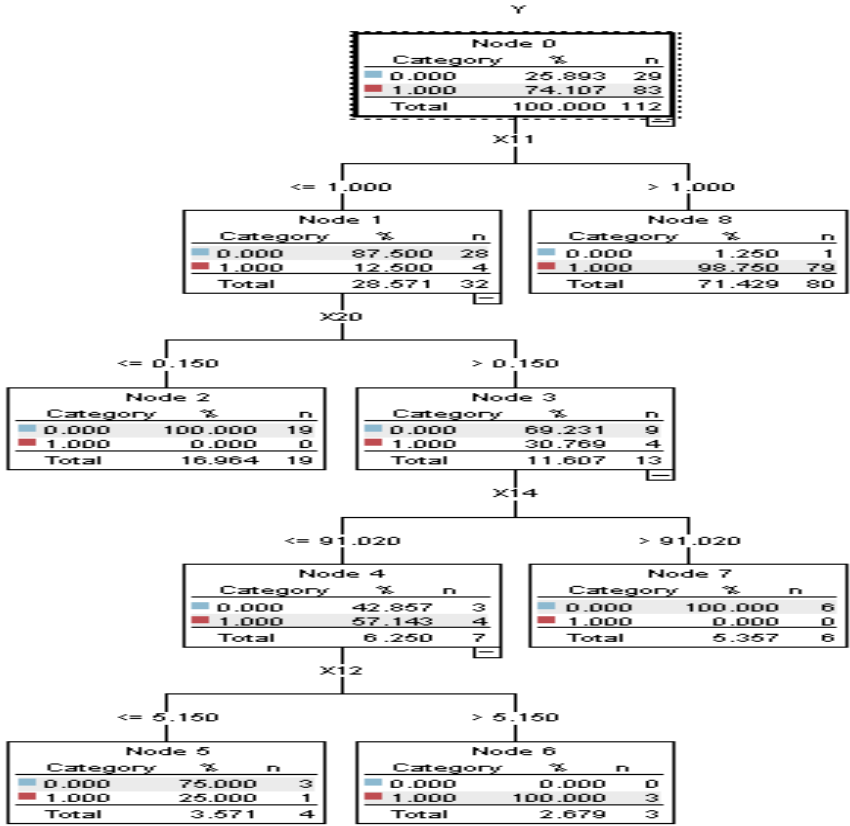 Y
Node 0
Category % n
0.000 25.893 29
1.000 74.107 83
Total 100.000 112
X11
<= 1.000 > 1.000
Node 1
Category % n
0.000 87.500 28
1.000 12.500 4
Total 28.571 32
Node 8
Category % n
0.000 1.250 1
1.000 98.750 79
Total 71.429 80
X20
<= 0.150 > 0.150
Node 2
Category % n
0.000 100.000 19
1.000 0.000 0
Total 16.964 19
Node 3
Category % n
0.000 69.231 9
1.000 30.769 4
Total 11.607 13
X14
<= 91.020 > 91.020
Node 4
Category % n
0.000 42.857 3
1.000 57.143 4
Total 6.250 7
Node 7
Category % n
0.000 100.000 6
1.000 0.000 0
Total 5.357 6
X12
<= 5.150 > 5.150
Node 5
Category % n
0.000 75.000 3
1.000 25.000 1
Total 3.571 4
Node 6
Category % n
0.000 0.000 0
1.000 100.000 3
Total 2.679 3